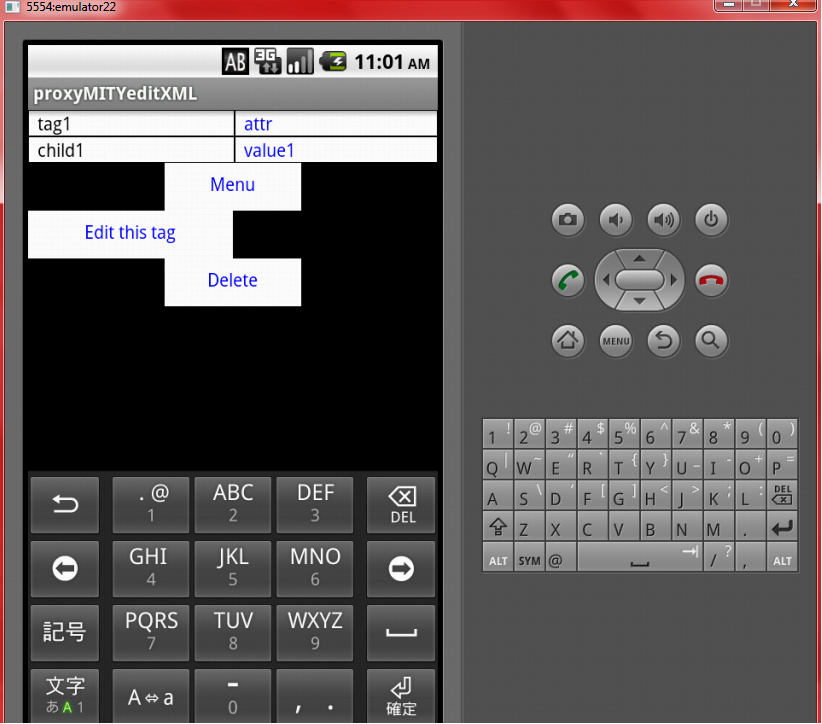 5554:emulator22
AB 3G 11:01 AM
proxyMITYeditXML
tag1 attr
child1 value1
Menu
Edit this tag
Delete
. @ ABC DEF
1 2 3 DEL
GHI JKL MNO
4 5 6
記号 PQRS TUV WXYZ
7 8 9
文字 A⇔a - , .
あ A 1 0 確定
MENU
1 ! 2 @ 3 # 4 $ 5 % 6 ^ 7 & 8 * 9 ( 0 )
Q | W ~ E “ R ` T { Y } U _ I - O + P =
A S \ D ‘ F [ G ] H < J > K ; L : DEL
Z X C V B N M .
ALT SYM @ / ? , ALT